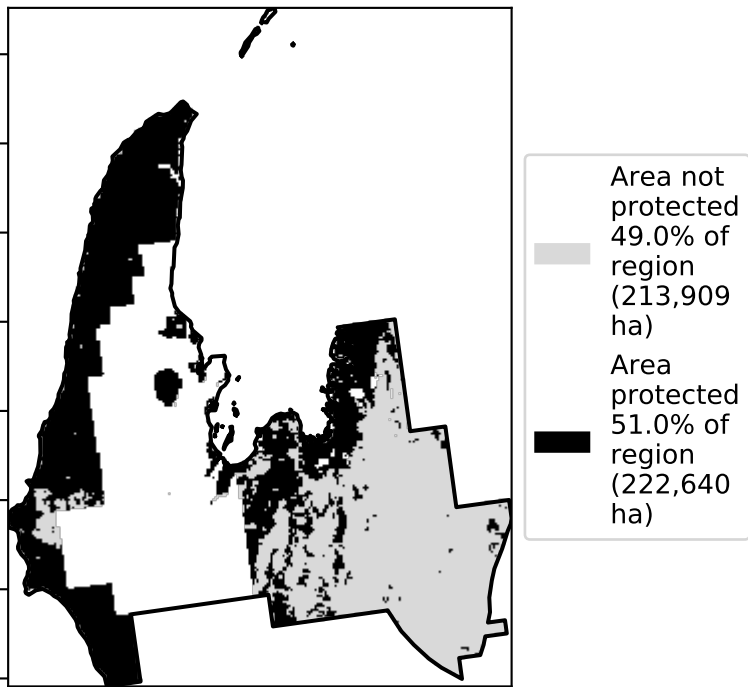 Area not
protected
49.0% of
region
(213,909
ha)
Area
protected
51.0% of
region
(222,640
ha)